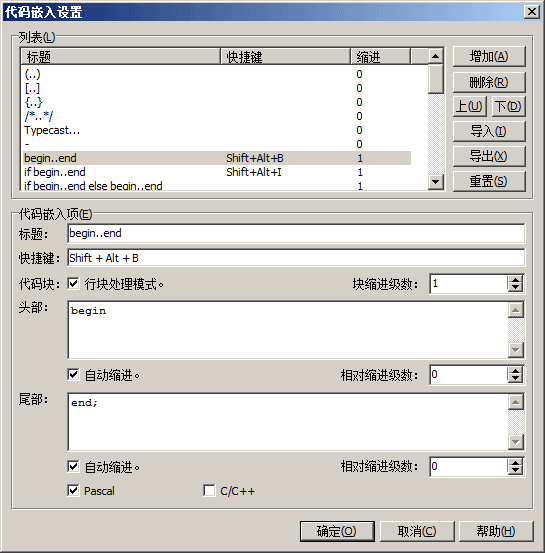 代码嵌入设置
列表(L)
标题 快捷键 缩进
(..) 0
[..] 0
{..} 0
/*..*/ 0
Typecast... 0
- 0
begin..end Shift+Alt+B 1
if begin..end Shift+Alt+I 1
if begin..end else begin..end 1
增加(A)
删除(R)
上(U) 下(D)
导入(I)
导出(X)
重置(S)
代码嵌入项(E)
标题： begin..end
快捷键： Shift + Alt + B
代码块： 行块处理模式。 块缩进级数： 1
头部： begin
自动缩进。 相对缩进级数： 0
尾部： end;
自动缩进。 相对缩进级数： 0
Pascal C/C++
确定(O) 取消(C) 帮助(H)